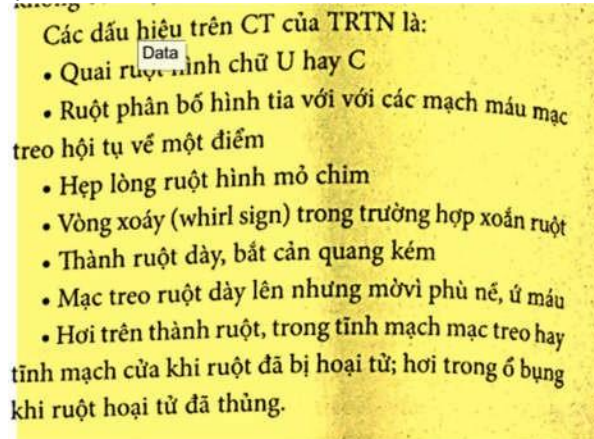 Các dấu hiệu trên CT của TRTN là:
Data
• Quai ruột hình chữ U hay C
• Ruột phân bố hình tia với với các mạch máu mạc
treo hội tụ về một điểm
• Hẹp lòng ruột hình mỏ chim
• Vòng xoáy (whirl sign) trong trường hợp xoắn ruột
• Thành ruột dày, bắt cản quang kém
• Mạc treo ruột dày lên nhưng mờvì phù nể, ứ máu
• Hơi trên thành ruột, trong tĩnh mạch mạc treo hay
tĩnh mạch cửa khi ruột đã bị hoại tử; hơi trong ổ bụng
khi ruột hoại tử đã thủng.